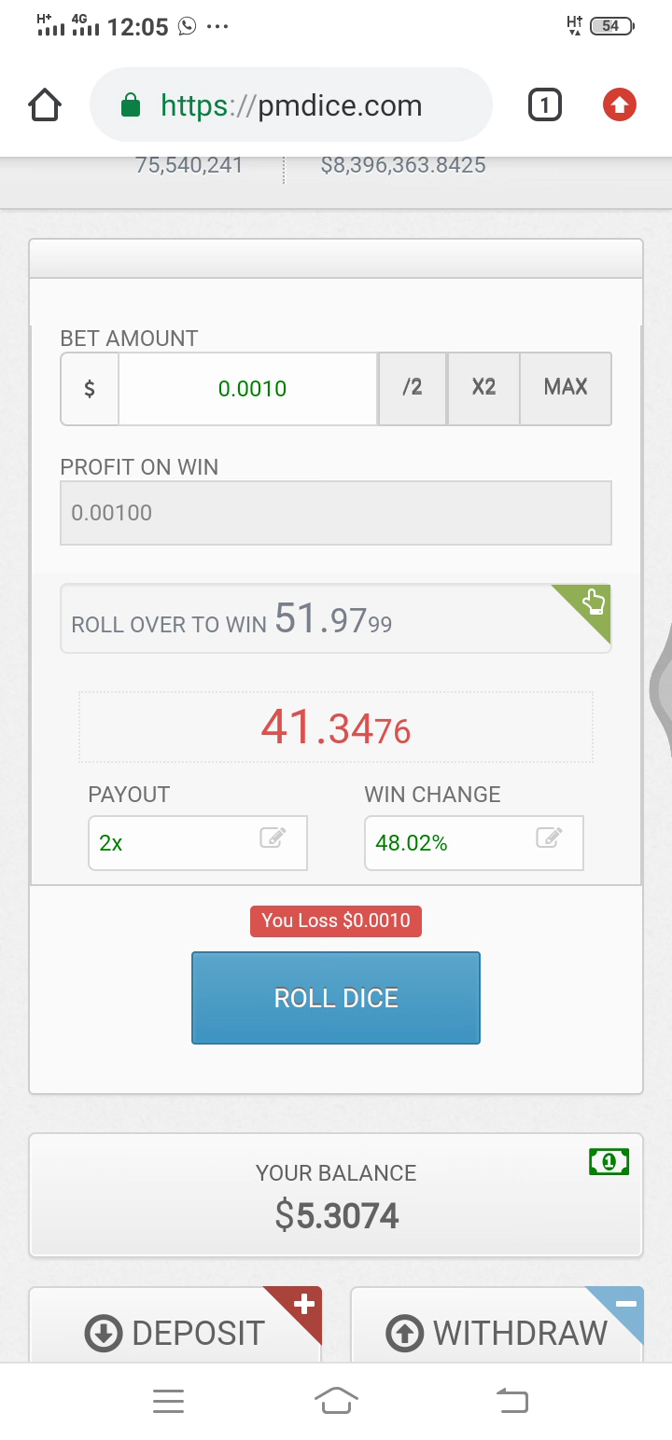 H+ 4G 12:05 ... 54
https://pmdice.com 1
75,540,241 $8,396,363.8425
BET AMOUNT
$ 0.0010 /2 X2 MAX
PROFIT ON WIN
0.00100
ROLL OVER TO WIN 51.9799
41.3476
PAYOUT WIN CHANGE
2x 48.02%
You Loss $0.0010
ROLL DICE
YOUR BALANCE
$5.3074
DEPOSIT WITHDRAW